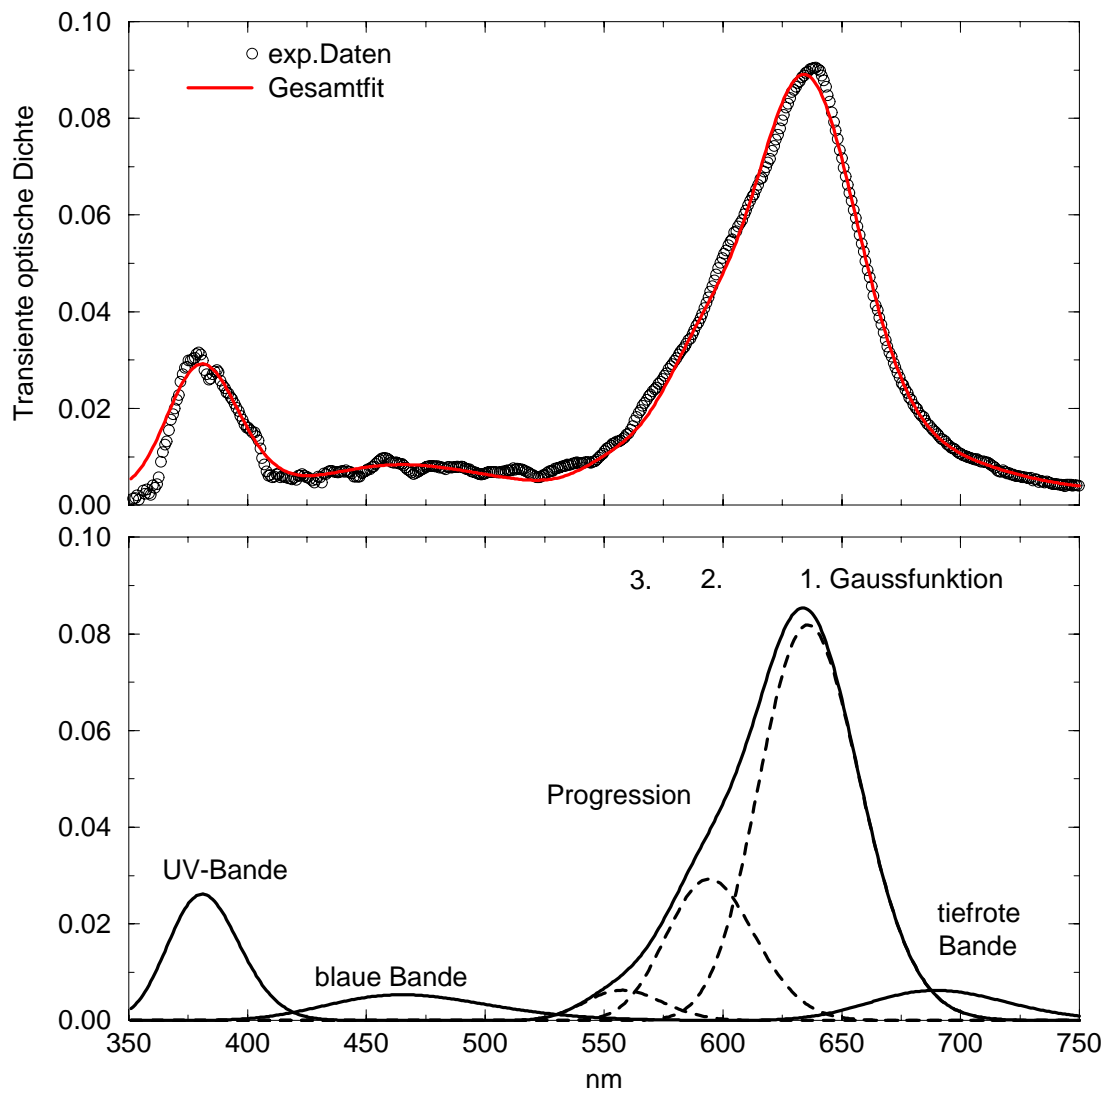 0.10
0.08
0.06
0.04
0.02
0.00
Transiente optische Dichte
exp.Daten
Gesamtfit
0.10
0.08
0.06
0.04
0.02
0.00
3. 2. 1. Gaussfunktion
Progression
UV-Bande
blaue Bande
tiefrote
Bande
350 400 450 500 550 600 650 700 750
nm